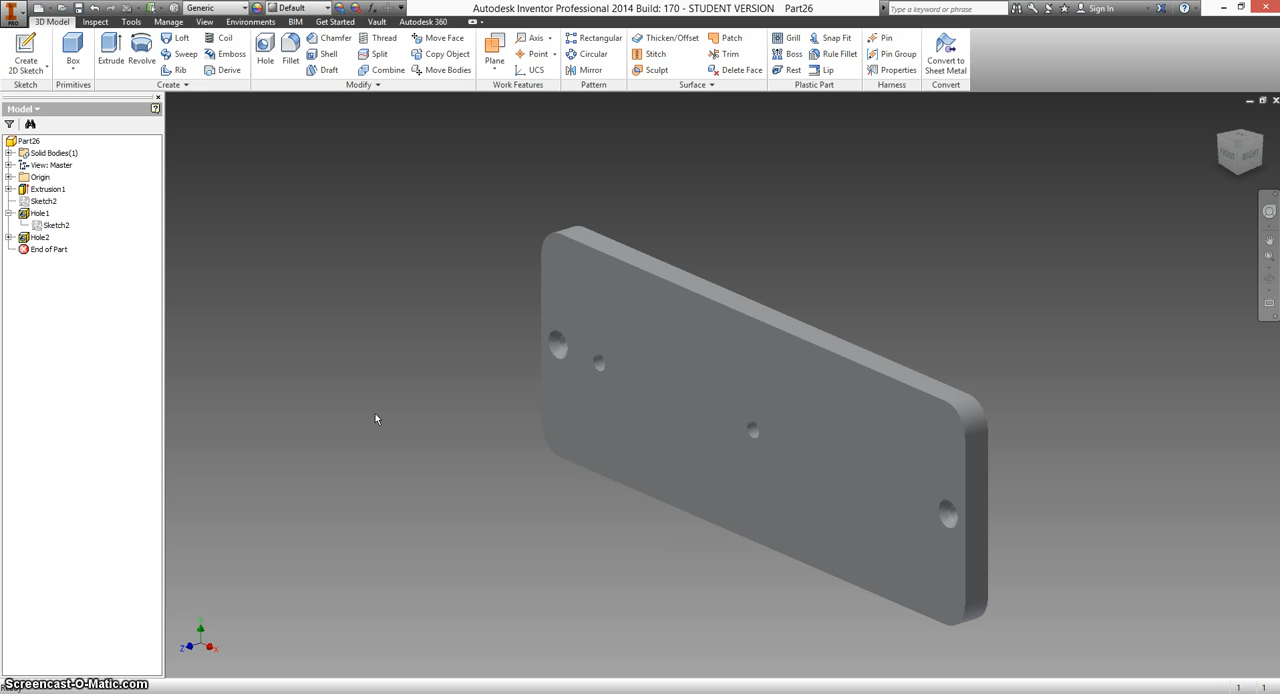 Generic
Default
Autodesk Inventor Professional 2014 Build: 170 - STUDENT VERSION Part26
Type a keyword or phrase
Sign In
PRO
3D Model Inspect Tools Manage View Environments BIM Get Started Vault Autodesk 360
Create 2D Sketch
Box
Extrude Revolve
Loft
Sweep
Rib
Coil
Emboss
Derive
Hole Fillet
Chamfer
Shell
Draft
Thread
Split
Combine
Move Face
Copy Object
Move Bodies
Plane
Axis
Point
UCS
Rectangular
Circular
Mirror
Thicken/Offset
Stitch
Sculpt
Patch
Trim
Delete Face
Grill
Boss
Rest
Snap Fit
Rule Fillet
Lip
Pin
Pin Group
Properties
Convert to Sheet Metal
Sketch Primitives Create Modify Work Features Pattern Surface Plastic Part Harness Convert
Model
Part26
Solid Bodies(1)
View: Master
Origin
Extrusion1
Sketch2
Hole1
Sketch2
Hole2
End of Part
FRONT RIGHT
Z X
Screencast-O-Matic.com
1 1